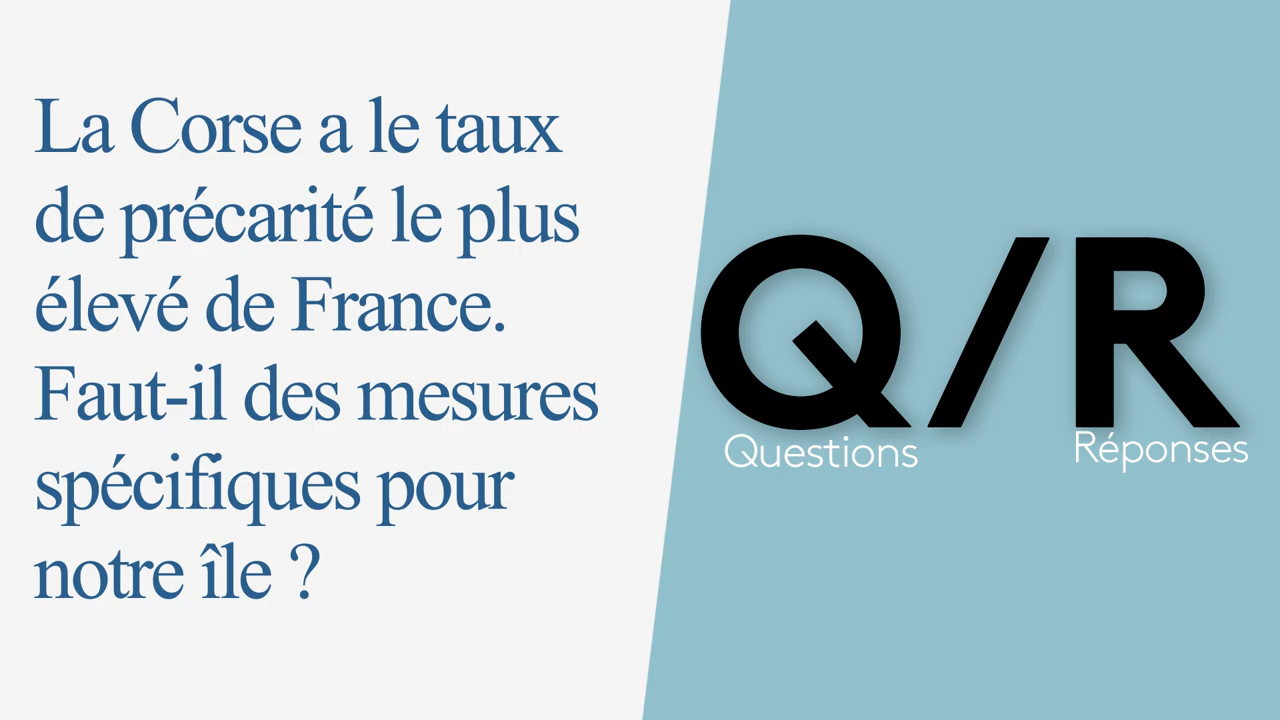 La Corse a le taux
de précarité le plus
élevé de France.
Faut-il des mesures
spécifiques pour
notre île ?
Q/R
Questions
Réponses